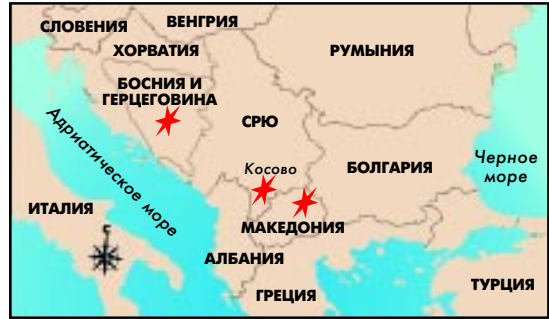 СЛОВЕНИЯ
ВЕНГРИЯ
ХОРВАТИЯ
РУМЫНИЯ
БОСНИЯ И
ГЕРЦЕГОВИНА
СРЮ
Адриатическое море
Косово
БОЛГАРИЯ
Черное
море
ИТАЛИЯ
МАКЕДОНИЯ
АЛБАНИЯ
ГРЕЦИЯ
ТУРЦИЯ
С